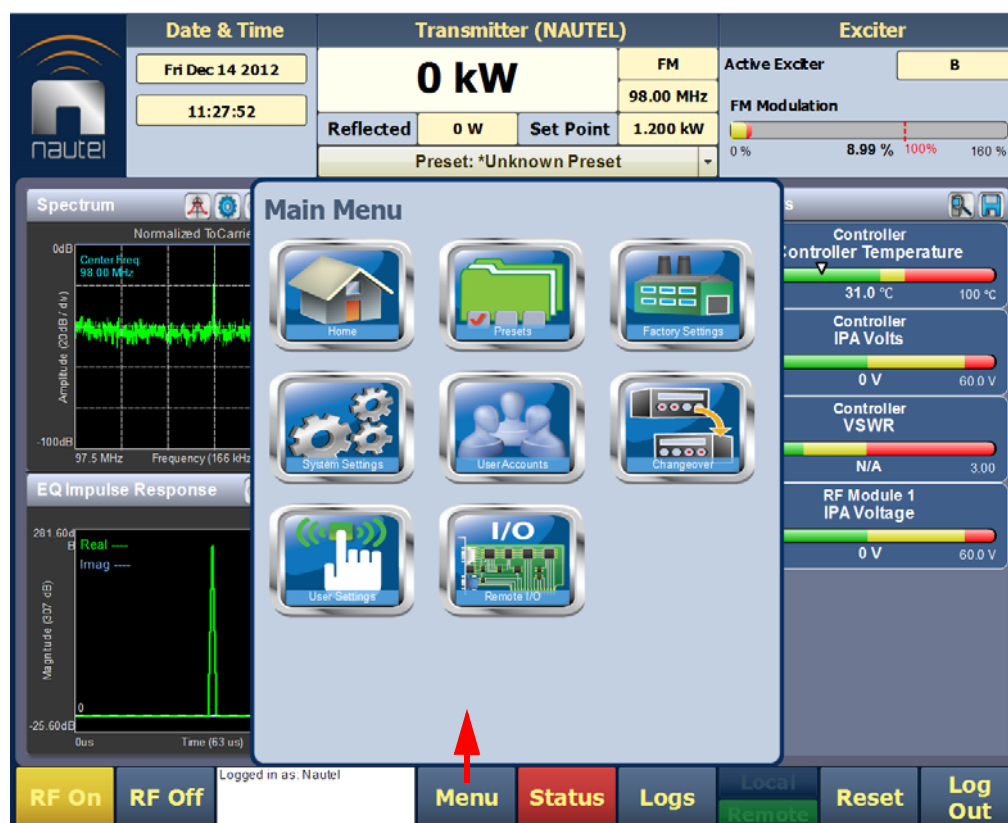 nautel
Date & Time
Fri Dec 14 2012
11:27:52
Transmitter (NAUTEL)
0 kW
FM
98.00 MHz
Reflected
0 W
Set Point
1.200 kW
Preset: *Unknown Preset
Exciter
Active Exciter
B
FM Modulation
0 %
8.99 %
100%
160 %
Spectrum
Normalized To Carrie
0dB
Center Freq:
98.00 MHz
Amplitude (20dB / div)
-100dB
97.5 MHz
Frequency (166 kHz
EQ Impulse Response
281.60d
B
Real ----
Imag ----
Magnitude (307 dB)
0
-25.60dB
0us
Time (63 us)
Main Menu
Home
Presets
Factory Settings
System Settings
User Accounts
Changeover
User Settings
I/O
Remote I/O
s
Controller
Controller Temperature
31.0 °C
100 °C
Controller
IPA Volts
0 V
60.0 V
Controller
VSWR
N/A
3.00
RF Module 1
IPA Voltage
0 V
60.0 V
RF On
RF Off
Logged in as: Nautel
Menu
Status
Logs
Local
Remote
Reset
Log
Out